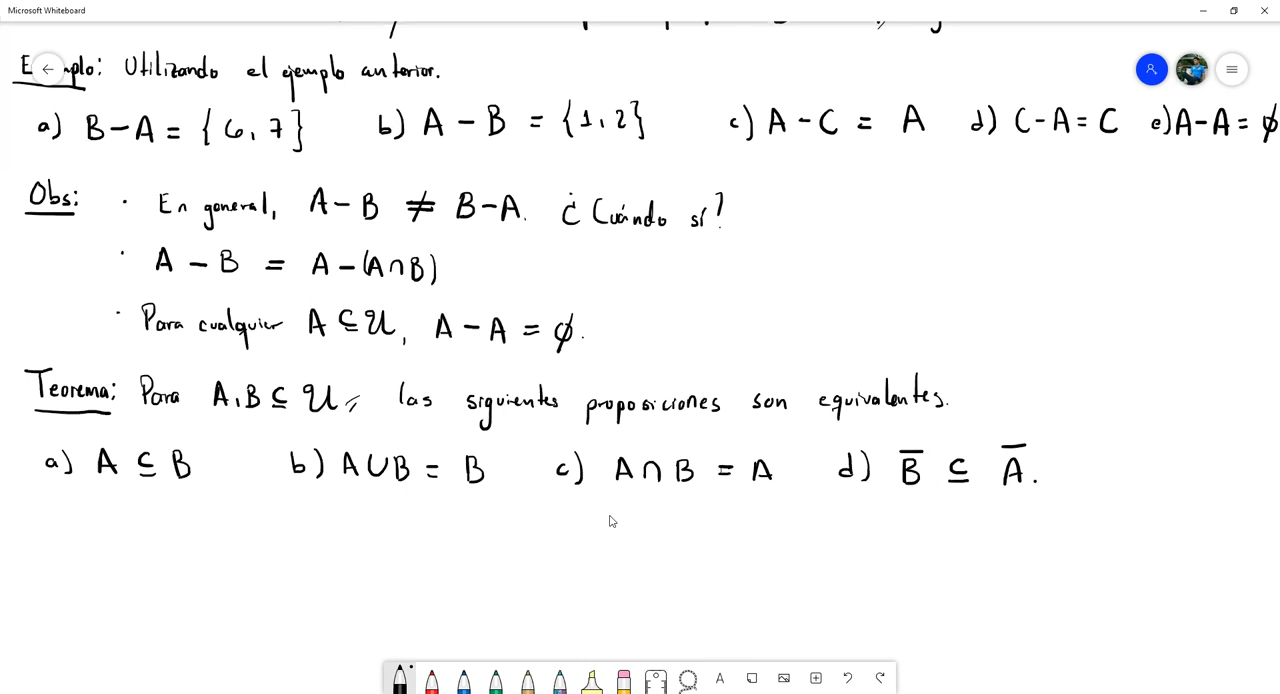 Microsoft Whiteboard
Ejemplo: Utilizando el ejemplo anterior.
a) B - A = {6, 7} b) A - B = {1, 2} c) A - C = A d) C - A = C e) A - A = ∅
Obs: · En general, A - B ≠ B - A. ¿Cuándo sí?
· A - B = A - (A ∩ B)
· Para cualquier A ⊆ U, A - A = ∅.
Teorema: Para A, B ⊆ U, las siguientes proposiciones son equivalentes.
a) A ⊆ B b) A ∪ B = B c) A ∩ B = A d) B̅ ⊆ A̅.